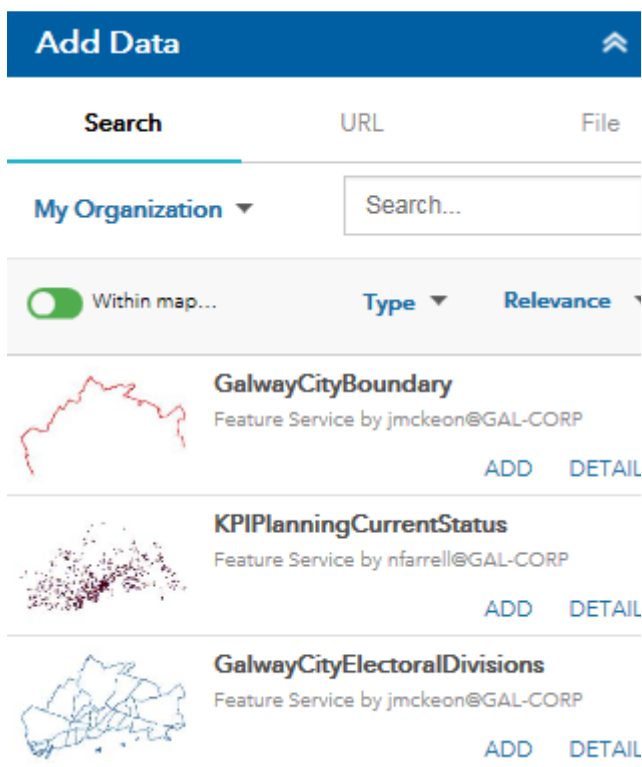 Add Data
Search URL File
My Organization Search...
Within map... Type Relevance
GalwayCityBoundary
Feature Service by jmckeon@GAL-CORP
ADD DETAIL
KPIPlanningCurrentStatus
Feature Service by nfarrell@GAL-CORP
ADD DETAIL
GalwayCityElectoralDivisions
Feature Service by jmckeon@GAL-CORP
ADD DETAIL